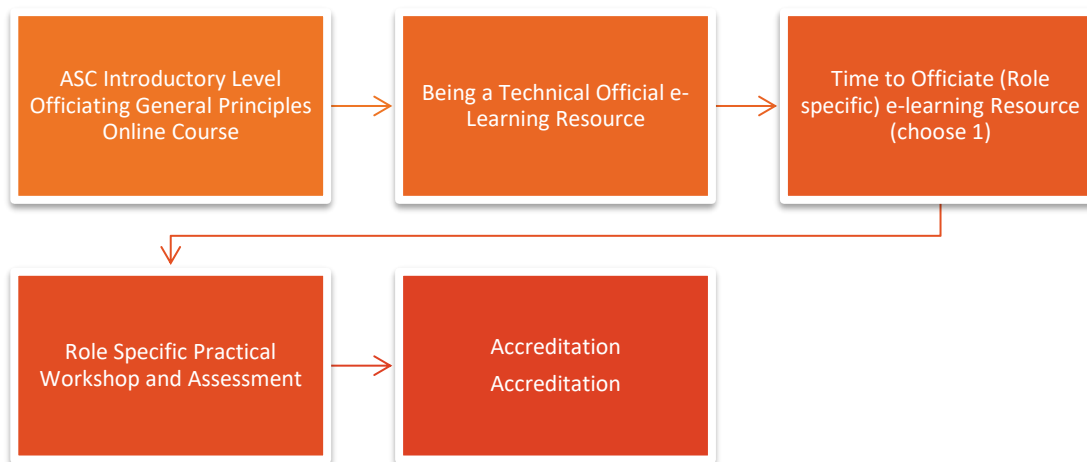 ASC Introductory Level
Officiating General Principles
Online Course
Being a Technical Official e-
Learning Resource
Time to Officiate (Role
specific) e-learning Resource
(choose 1)
Role Specific Practical
Workshop and Assessment
Accreditation
Accreditation